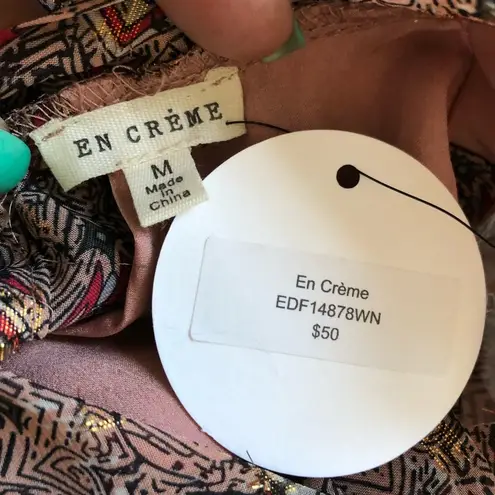 EN CRÈME
M
Made in
China
En Crème
EDF14878WN
$50